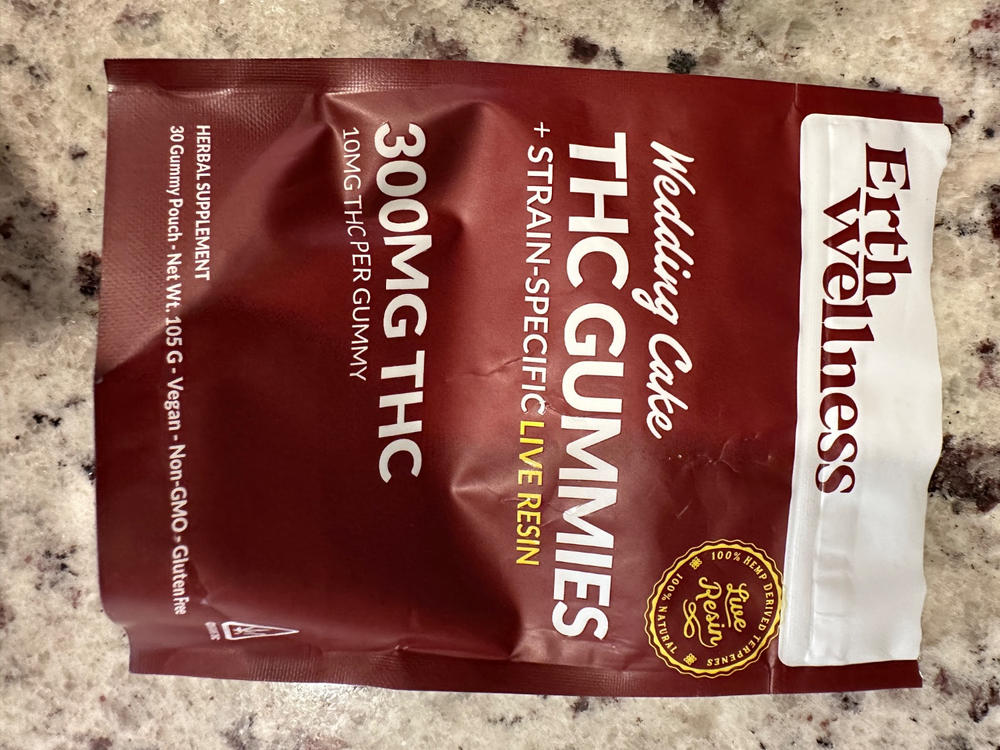 Erth
Wellness
Wedding Cake
THC GUMMIES
+ STRAIN-SPECIFIC LIVE RESIN
100% HEMP DERIVED TERPENES
Live
Resin
100% NATURAL
300MG THC
10MG THC PER GUMMY
HERBAL SUPPLEMENT
30 Gummy Pouch - Net Wt. 105 G - Vegan - Non-GMO - Gluten Free